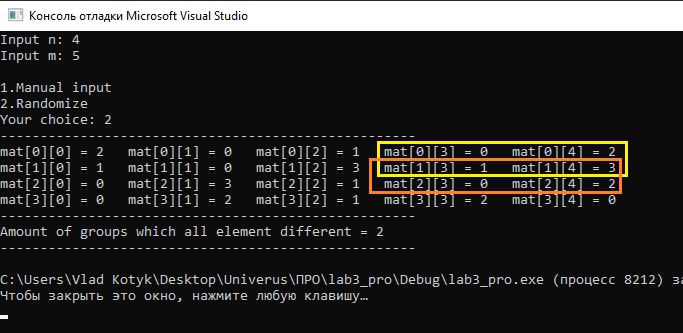 Консоль отладки Microsoft Visual Studio
Input n: 4
Input m: 5
1.Manual input
2.Randomize
Your choice: 2
----------------------------------------------------
mat[0][0] = 2   mat[0][1] = 0   mat[0][2] = 1   mat[0][3] = 0   mat[0][4] = 2
mat[1][0] = 1   mat[1][1] = 0   mat[1][2] = 3   mat[1][3] = 1   mat[1][4] = 3
mat[2][0] = 0   mat[2][1] = 3   mat[2][2] = 1   mat[2][3] = 0   mat[2][4] = 2
mat[3][0] = 0   mat[3][1] = 2   mat[3][2] = 1   mat[3][3] = 2   mat[3][4] = 0
----------------------------------------------------
Amount of groups which all element different = 2
----------------------------------------------------
C:\Users\Vlad Kotyk\Desktop\Univerus\ПРО\lab3_pro\Debug\lab3_pro.exe (процесс 8212) за
Чтобы закрыть это окно, нажмите любую клавишу…